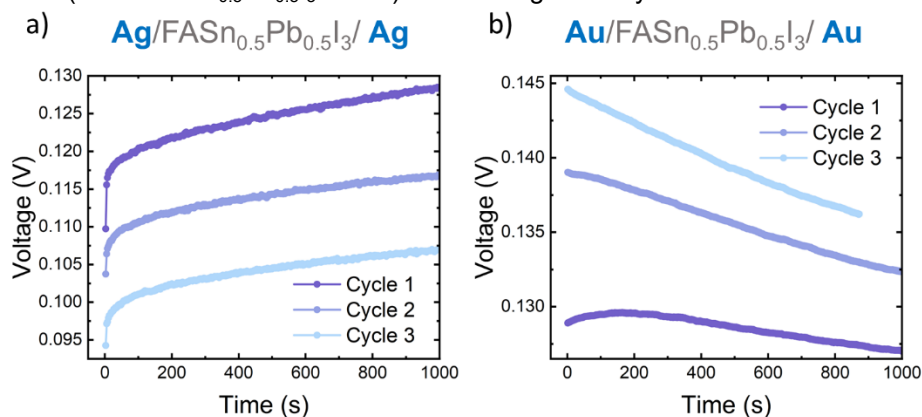 a) Ag/FASn0.5Pb0.5I3/ Ag
0.130
0.125
0.120
0.115
0.110
0.105
0.100
0.095
Voltage (V)
Cycle 1
Cycle 2
Cycle 3
0 200 400 600 800 1000
Time (s)
b) Au/FASn0.5Pb0.5I3/ Au
0.145
0.140
0.135
0.130
Voltage (V)
Cycle 1
Cycle 2
Cycle 3
0 200 400 600 800 1000
Time (s)